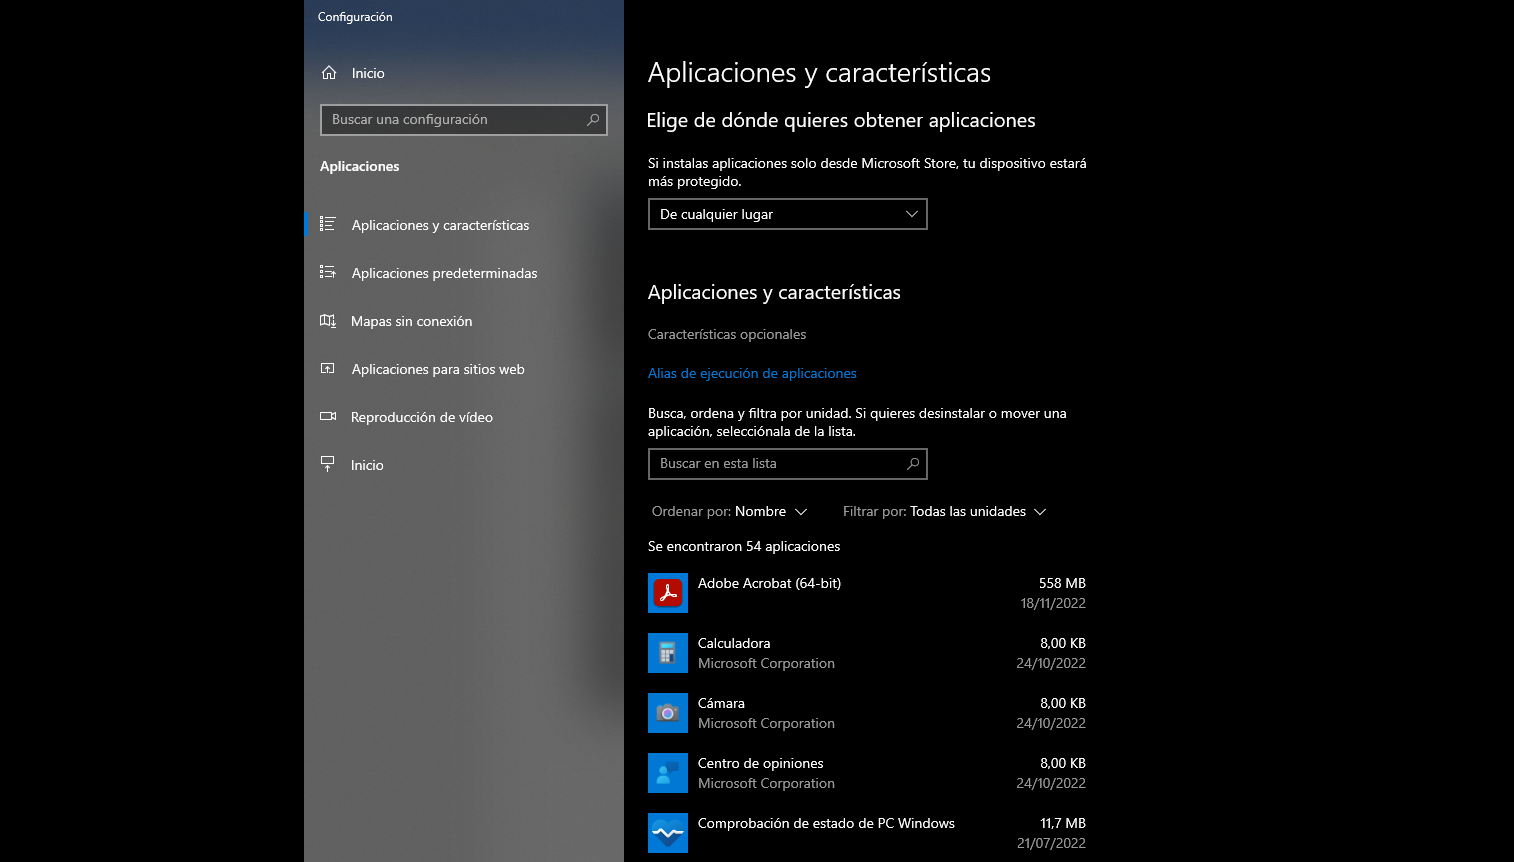 Configuración
Inicio
Buscar una configuración
Aplicaciones
Aplicaciones y características
Aplicaciones predeterminadas
Mapas sin conexión
Aplicaciones para sitios web
Reproducción de vídeo
Inicio
Aplicaciones y características
Elige de dónde quieres obtener aplicaciones
Si instalas aplicaciones solo desde Microsoft Store, tu dispositivo estará
más protegido.
De cualquier lugar
Aplicaciones y características
Características opcionales
Alias de ejecución de aplicaciones
Busca, ordena y filtra por unidad. Si quieres desinstalar o mover una
aplicación, selecciónala de la lista.
Buscar en esta lista
Ordenar por: Nombre Filtrar por: Todas las unidades
Se encontraron 54 aplicaciones
Adobe Acrobat (64-bit) 558 MB
18/11/2022
Calculadora 8,00 KB
Microsoft Corporation 24/10/2022
Cámara 8,00 KB
Microsoft Corporation 24/10/2022
Centro de opiniones 8,00 KB
Microsoft Corporation 24/10/2022
Comprobación de estado de PC Windows 11,7 MB
21/07/2022